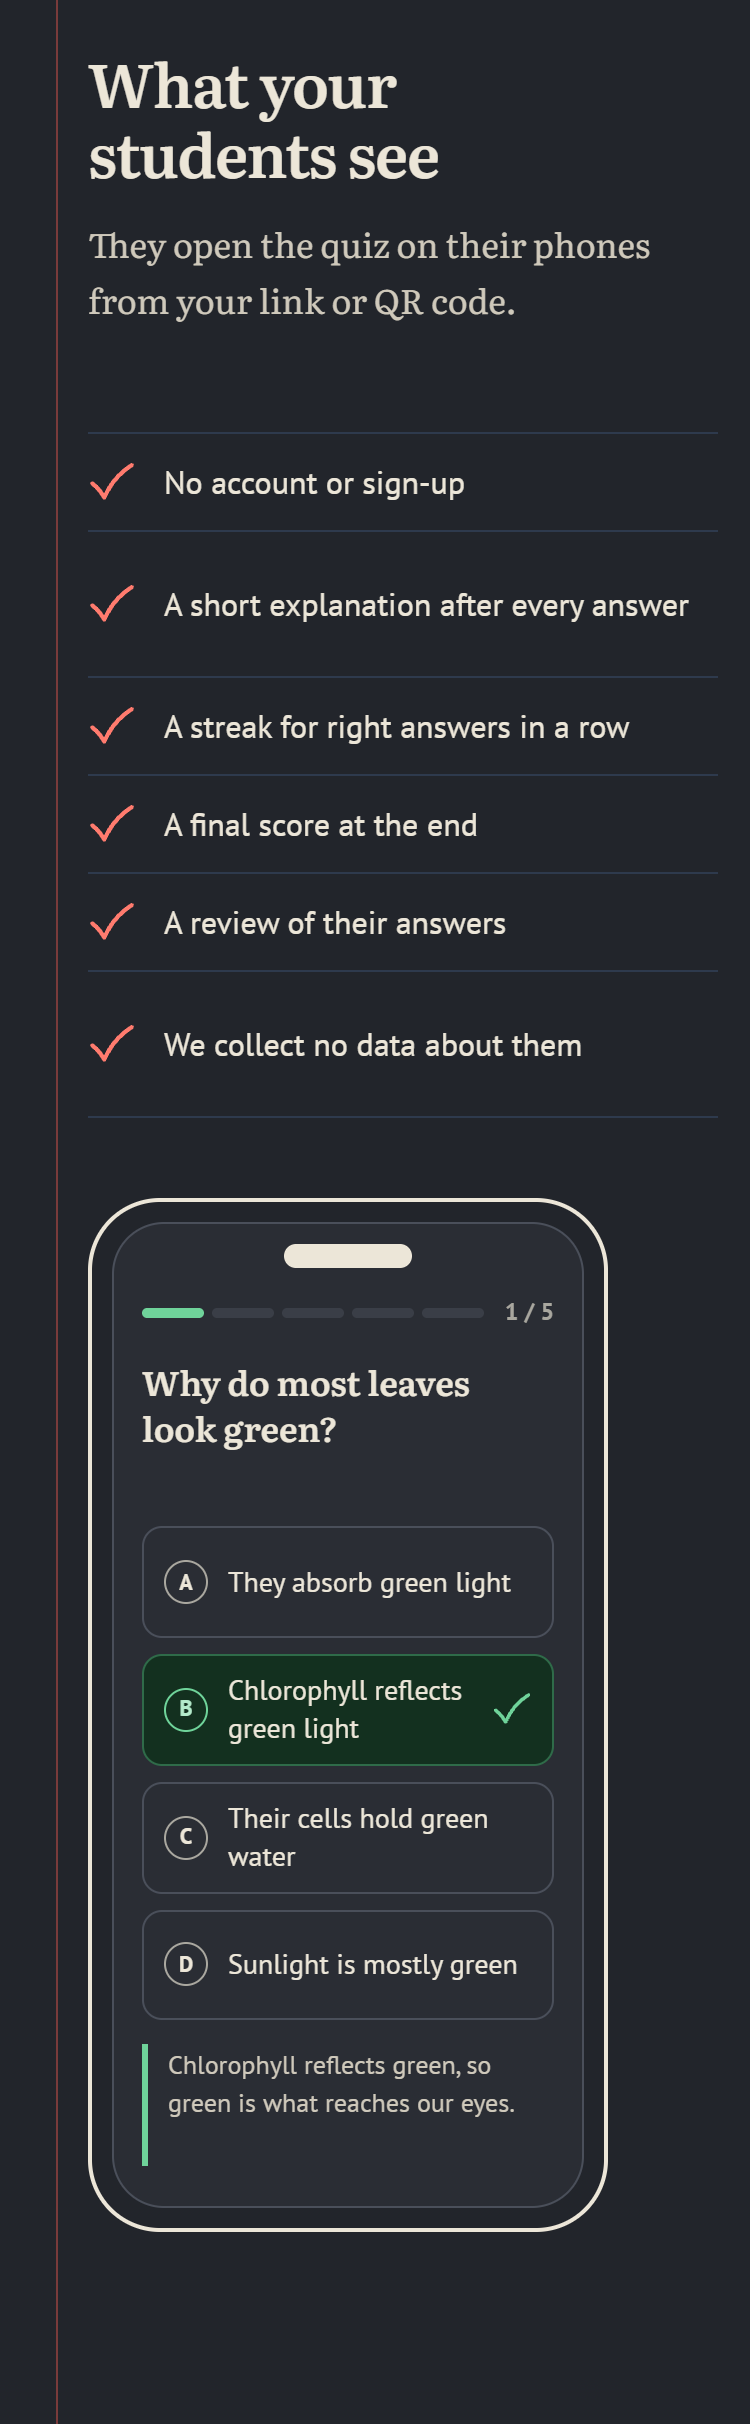 What your
students see
They open the quiz on their phones
from your link or QR code.
No account or sign-up
A short explanation after every answer
A streak for right answers in a row
A final score at the end
A review of their answers
We collect no data about them
1 / 5
Why do most leaves
look green?
A They absorb green light
B Chlorophyll reflects
green light
C Their cells hold green
water
D Sunlight is mostly green
Chlorophyll reflects green, so
green is what reaches our eyes.